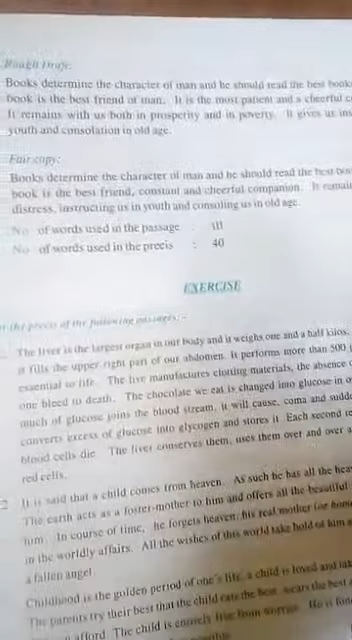 Rough Draft:
Books determine the character of man and he should read the best book
book is the best friend of man. It is the most patient and a cheerful
It remains with us both in prosperity and in poverty. It gives us ins
youth and consolation in old age.
Fair copy:
Books determine the character of man and he should read the best
book is the best friend, constant and cheerful companion. It remai
distress, instructing us in youth and consoling us in old age.
No of words used in the passage : 111
No of words used in the precis : 40
EXERCISE
the precis of the following passages: -
The liver is the largest organ in our body and it weighs one and a half kilos.
it fills the upper right part of our abdomen. It performs more than 500
essential to life. The live manufactures clotting materials, the absence
one bleed to death. The chocolate we eat is changed into glucose in
much of glucose joins the blood stream, it will cause, coma and sudde
converts excess of glucose into glycogen and stores it. Each second
blood cells die. The liver conserves them, uses them over and over
red cells.
2 It is said that a child comes from heaven. As such he has all the hea
The earth acts as a foster-mother to him and offers all the beautiful
him. In course of time, he forgets heaven, his real mother (or hom
in the worldly affairs. All the wishes of this world take hold of him
a fallen angel.
Childhood is the golden period of one's life, a child is loved and
The parents try their best that the child eats the best, wears the best
afford. The child is entirely free from worries. He is